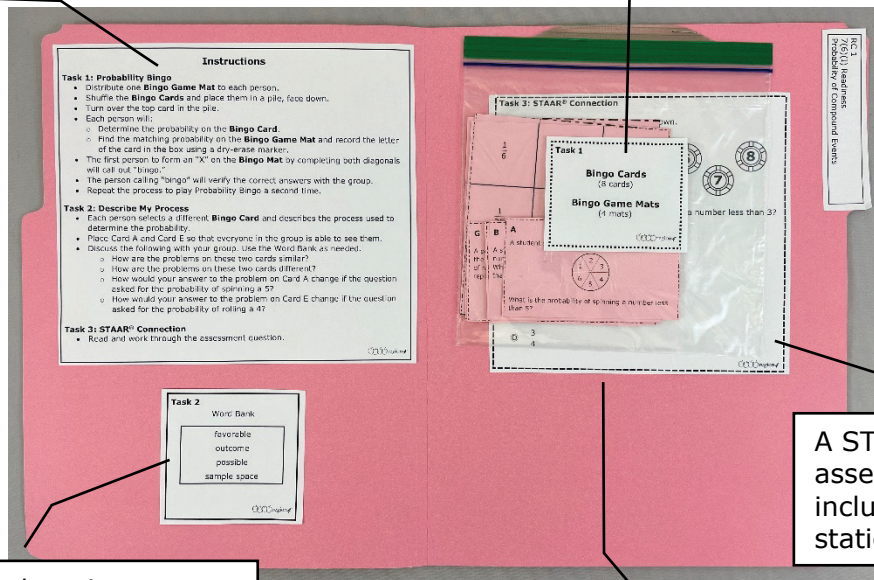 Instructions
Task 1: Probability Bingo
• Distribute one Bingo Game Mat to each person.
• Shuffle the Bingo Cards and place them in a pile, face down.
• Turn over the top card in the pile.
• Each person will:
○ Determine the probability on the Bingo Card.
○ Find the matching probability on the Bingo Game Mat and record the letter
of the card in the box using a dry-erase marker.
• The first person to form an "X" on the Bingo Mat by completing both diagonals
will call out "bingo."
• The person calling "bingo" will verify the correct answers with the group.
• Repeat the process to play Probability Bingo a second time.
Task 2: Describe My Process
• Each person selects a different Bingo Card and describes the process used to
determine the probability.
• Place Card A and Card E so that everyone in the group is able to see them.
• Discuss the following with your group. Use the Word Bank as needed.
○ How are the problems on these two cards similar?
○ How are the problems on these two cards different?
○ How would your answer to the problem on Card A change if the question
asked for the probability of spinning a 5?
○ How would your answer to the problem on Card E change if the question
asked for the probability of rolling a 4?
Task 3: STAAR® Connection
• Read and work through the assessment question.
Task 2
Word Bank
favorable
outcome
possible
sample space
Task 3: STAAR® Connection
own.
1
6
Task 1
Bingo Cards
(8 cards)
Bingo Game Mats
(4 mats)
8
7
a number less than 3?
G
B
A
A student
1 2 3 4 5 6 7
What is the probability of spinning a number less
than 5?
3
4
RC 1
7(6)(I) Readiness
Probability of Compound Events
A ST
asse
inclu
stati